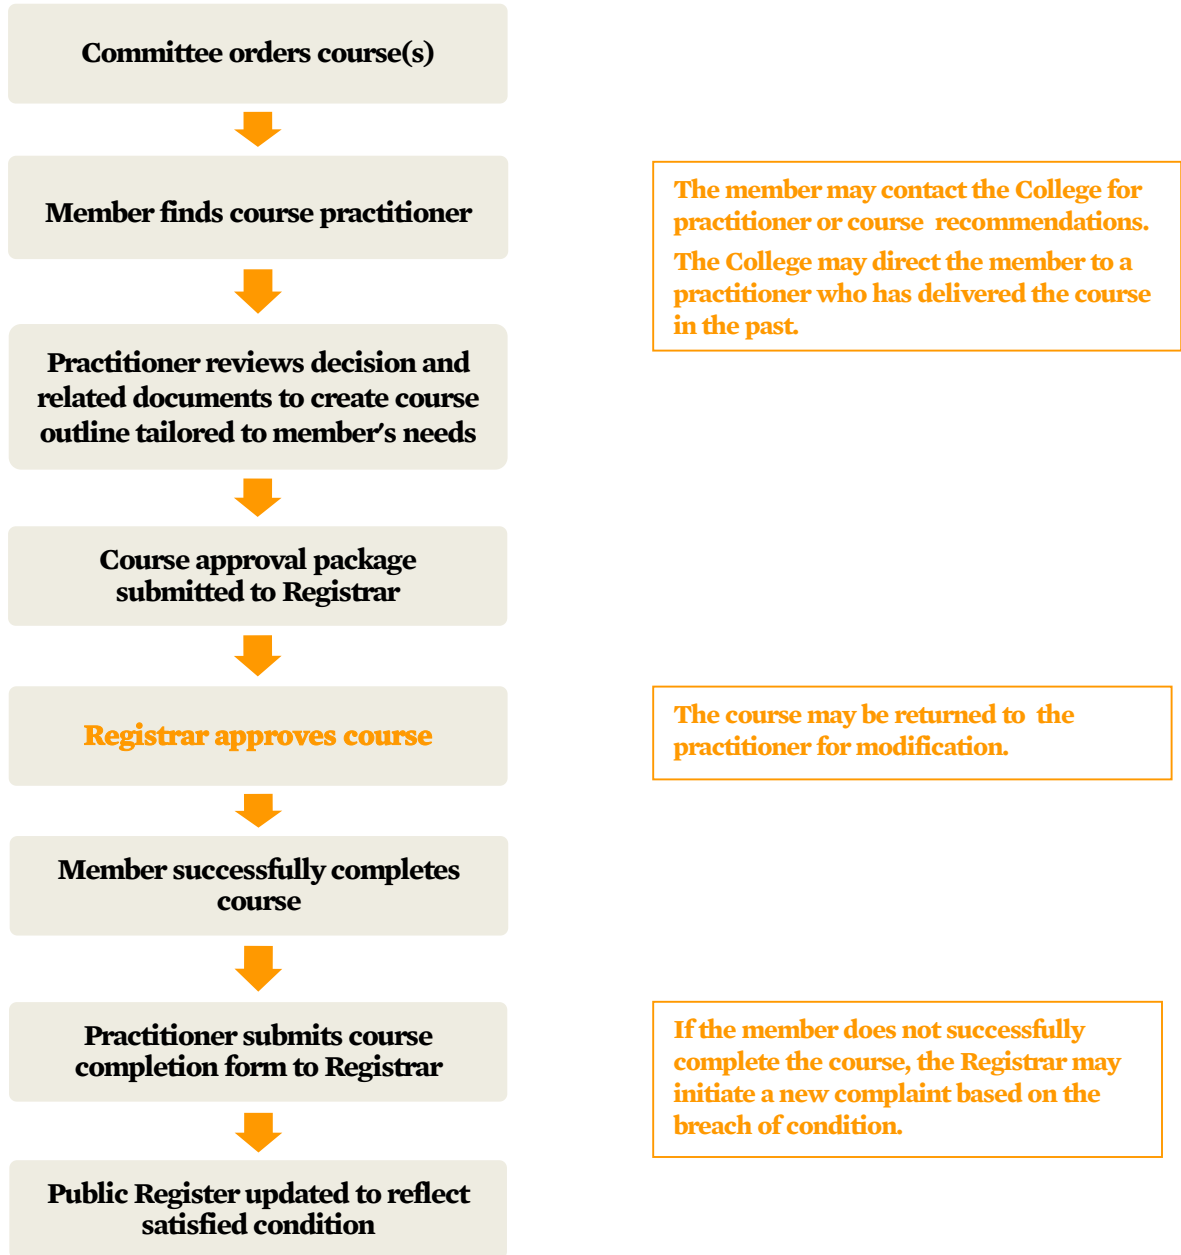 Committee orders course(s)
Member finds course practitioner
The member may contact the College for
practitioner or course recommendations.
The College may direct the member to a
practitioner who has delivered the course
in the past.
Practitioner reviews decision and
related documents to create course
outline tailored to member's needs
Course approval package
submitted to Registrar
Registrar approves course
The course may be returned to the
practitioner for modification.
Member successfully completes
course
Practitioner submits course
completion form to Registrar
If the member does not successfully
complete the course, the Registrar may
initiate a new complaint based on the
breach of condition.
Public Register updated to reflect
satisfied condition